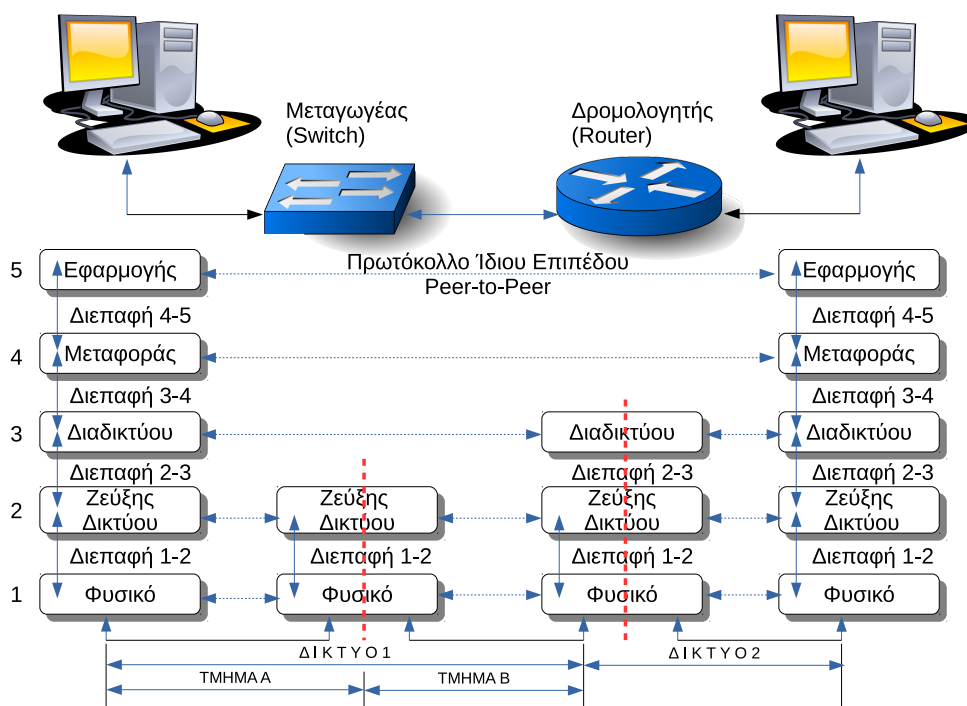 Μεταγωγέας
(Switch)
Δρομολογητής
(Router)
Πρωτόκολλο Ίδιου Επιπέδου
Peer-to-Peer
5 Εφαρμογής Εφαρμογής
Διεπαφή 4-5 Διεπαφή 4-5
4 Μεταφοράς Μεταφοράς
Διεπαφή 3-4 Διεπαφή 3-4
3 Διαδικτύου Διαδικτύου Διαδικτύου
Διεπαφή 2-3 Διεπαφή 2-3 Διεπαφή 2-3
2 Ζεύξης Ζεύξης Ζεύξης Ζεύξης
Δικτύου Δικτύου Δικτύου Δικτύου
Διεπαφή 1-2 Διεπαφή 1-2 Διεπαφή 1-2 Διεπαφή 1-2
1 Φυσικό Φυσικό Φυσικό Φυσικό
Δ Ι Κ Τ Υ Ο 1 Δ Ι Κ Τ Υ Ο 2
ΤΜΗΜΑ Α ΤΜΗΜΑ Β